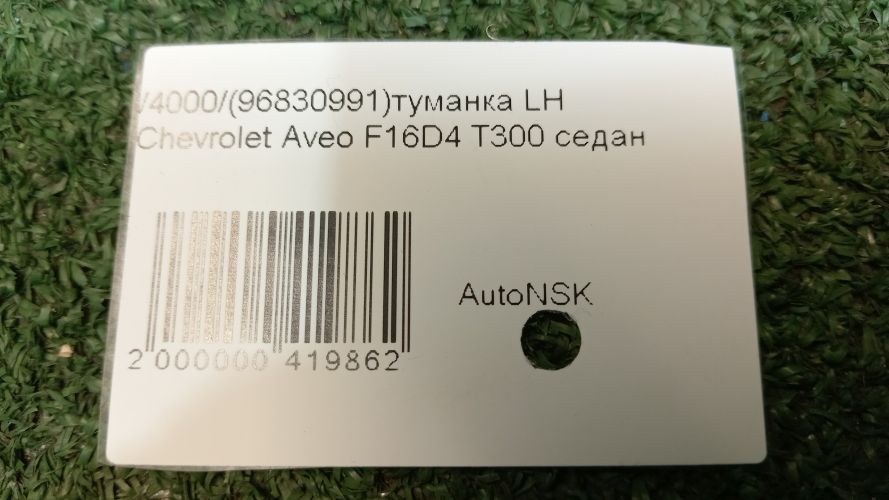 /4000/(96830991)туманка LH
Chevrolet Aveo F16D4 T300 седан
AutoNSK
2 000000 419862